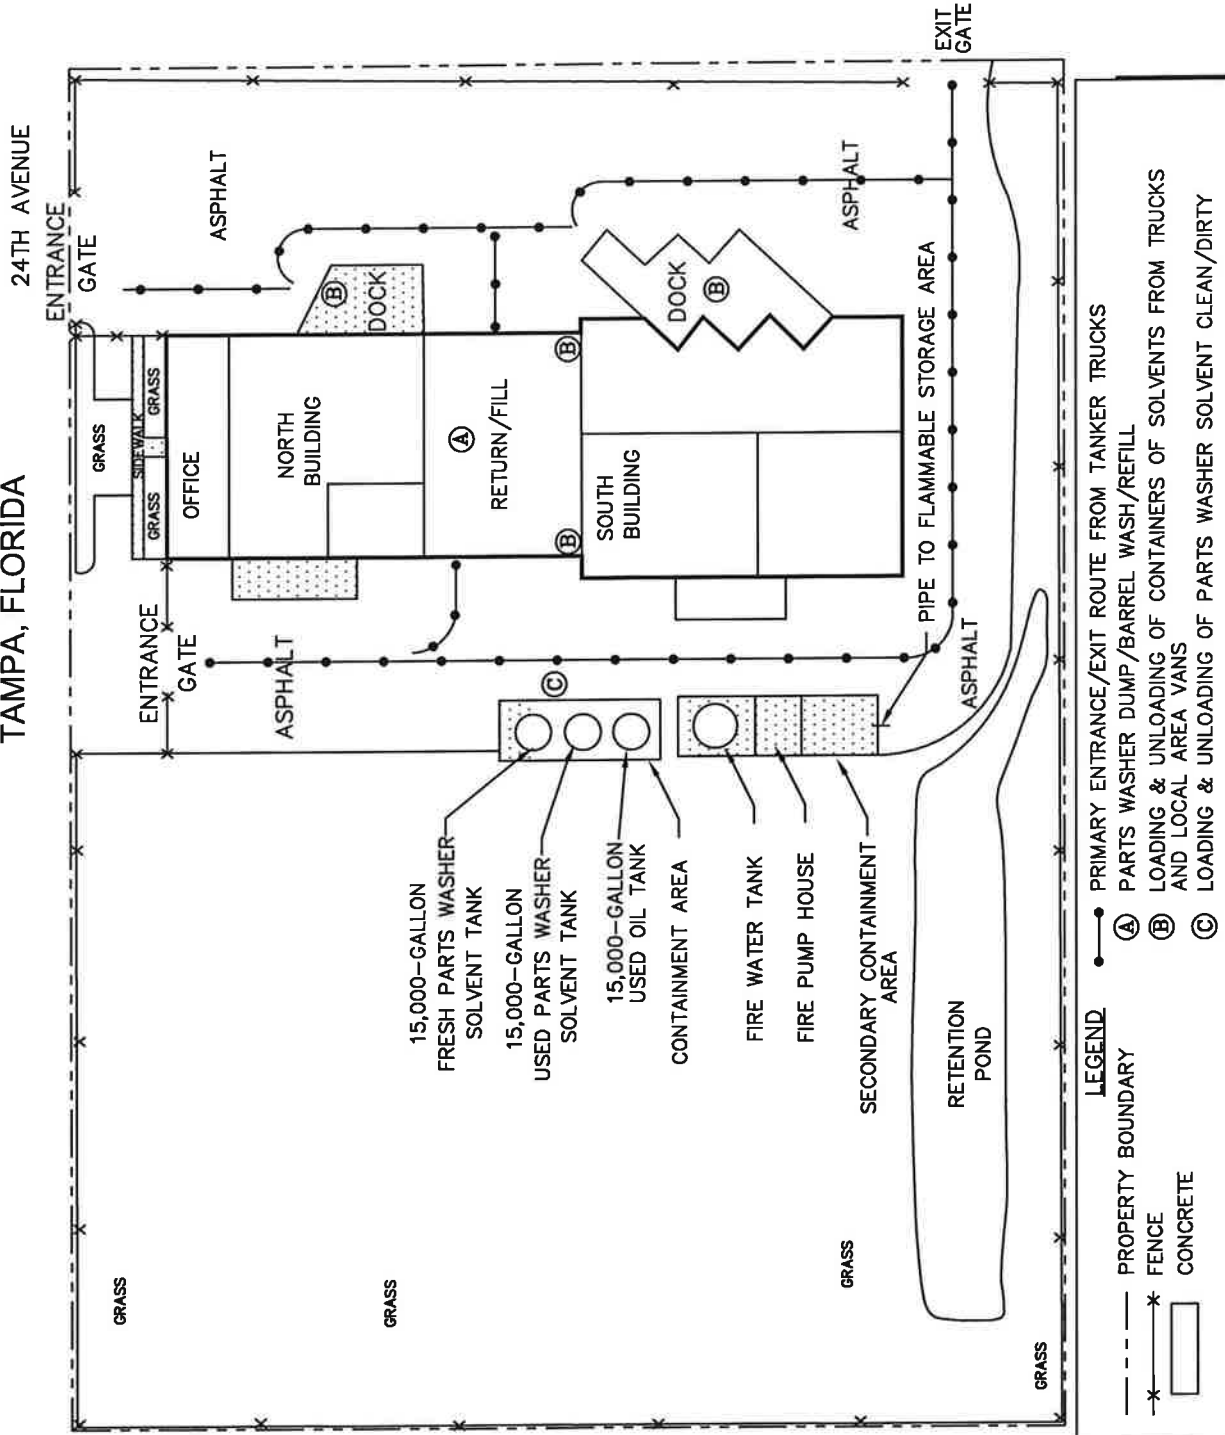 TAMPA, FLORIDA
24TH AVENUE
ENTRANCE
GATE
ASPHALT
GRASS
SIDEWALK
GRASS
GRASS
OFFICE
ENTRANCE
GATE
ASPHALT
NORTH
BUILDING
B
DOCK
A
RETURN/FILL
B
B
SOUTH
BUILDING
DOCK
B
ASPHALT
EXIT
GATE
PIPE TO FLAMMABLE STORAGE AREA
ASPHALT
C
15,000-GALLON
FRESH PARTS WASHER
SOLVENT TANK
15,000-GALLON
USED PARTS WASHER
SOLVENT TANK
15,000-GALLON
USED OIL TANK
CONTAINMENT AREA
FIRE WATER TANK
FIRE PUMP HOUSE
SECONDARY CONTAINMENT
AREA
RETENTION
POND
GRASS
GRASS
GRASS
GRASS
LEGEND
PROPERTY BOUNDARY
FENCE
CONCRETE
PRIMARY ENTRANCE/EXIT ROUTE FROM TANKER TRUCKS
A PARTS WASHER DUMP/BARREL WASH/REFILL
B LOADING & UNLOADING OF CONTAINERS OF SOLVENTS FROM TRUCKS
AND LOCAL AREA VANS
C LOADING & UNLOADING OF PARTS WASHER SOLVENT CLEAN/DIRTY